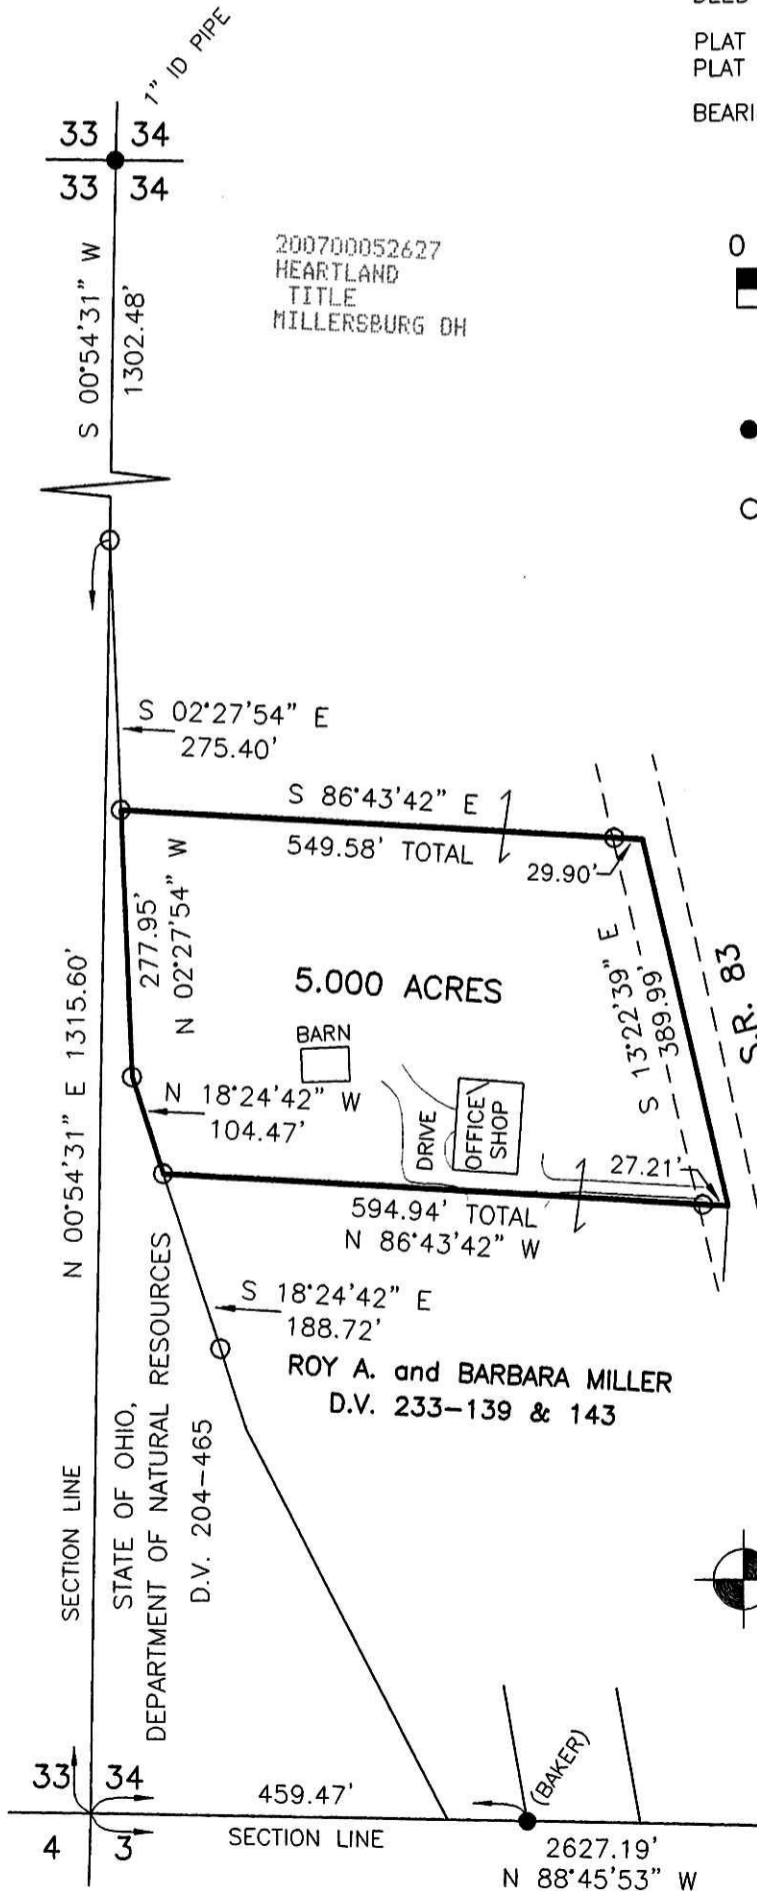 PLAT
PLAT
1" ID PIPE
33 34
33 34
S 00°54'31" W
1302.48'
200700052627
HEARTLAND
TITLE
MILLERSBURG OH
0
S 02°27'54" E
275.40'
S 86°43'42" E
549.58' TOTAL
29.90'
277.95'
N 02°27'54" W
N 00°54'31" E 1315.60'
5.000 ACRES
S 13°22'39" E
389.99'
S.R. 83
BARN
N 18°24'42" W
104.47'
DRIVE
OFFICE
SHOP
27.21'
594.94' TOTAL
N 86°43'42" W
S 18°24'42" E
188.72'
ROY A. and BARBARA MILLER
D.V. 233-139 & 143
SECTION LINE
STATE OF OHIO,
DEPARTMENT OF NATURAL RESOURCES
D.V. 204-465
33 34
4 3
459.47'
SECTION LINE
(BAKER)
2627.19'
N 88°45'53" W